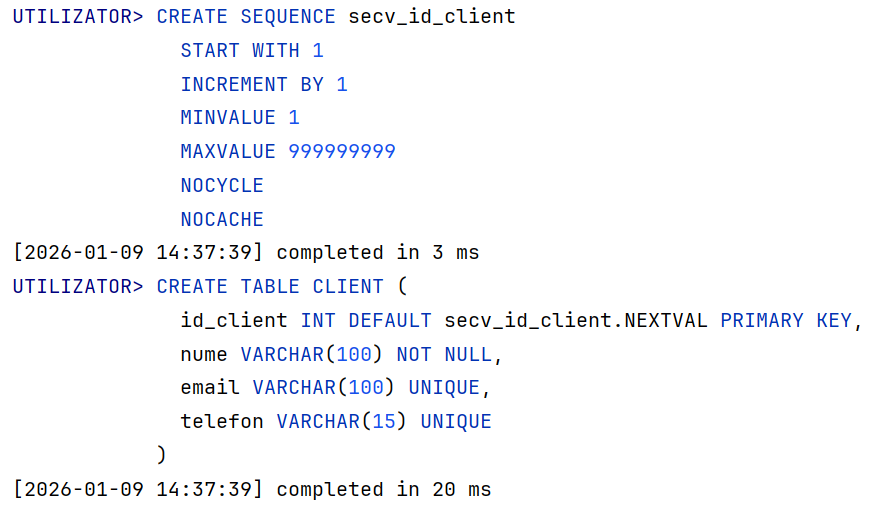 UTILIZATOR> CREATE SEQUENCE secv_id_client
START WITH 1
INCREMENT BY 1
MINVALUE 1
MAXVALUE 999999999
NOCYCLE
NOCACHE
[2026-01-09 14:37:39] completed in 3 ms
UTILIZATOR> CREATE TABLE CLIENT (
id_client INT DEFAULT secv_id_client.NEXTVAL PRIMARY KEY,
nume VARCHAR(100) NOT NULL,
email VARCHAR(100) UNIQUE,
telefon VARCHAR(15) UNIQUE
)
[2026-01-09 14:37:39] completed in 20 ms